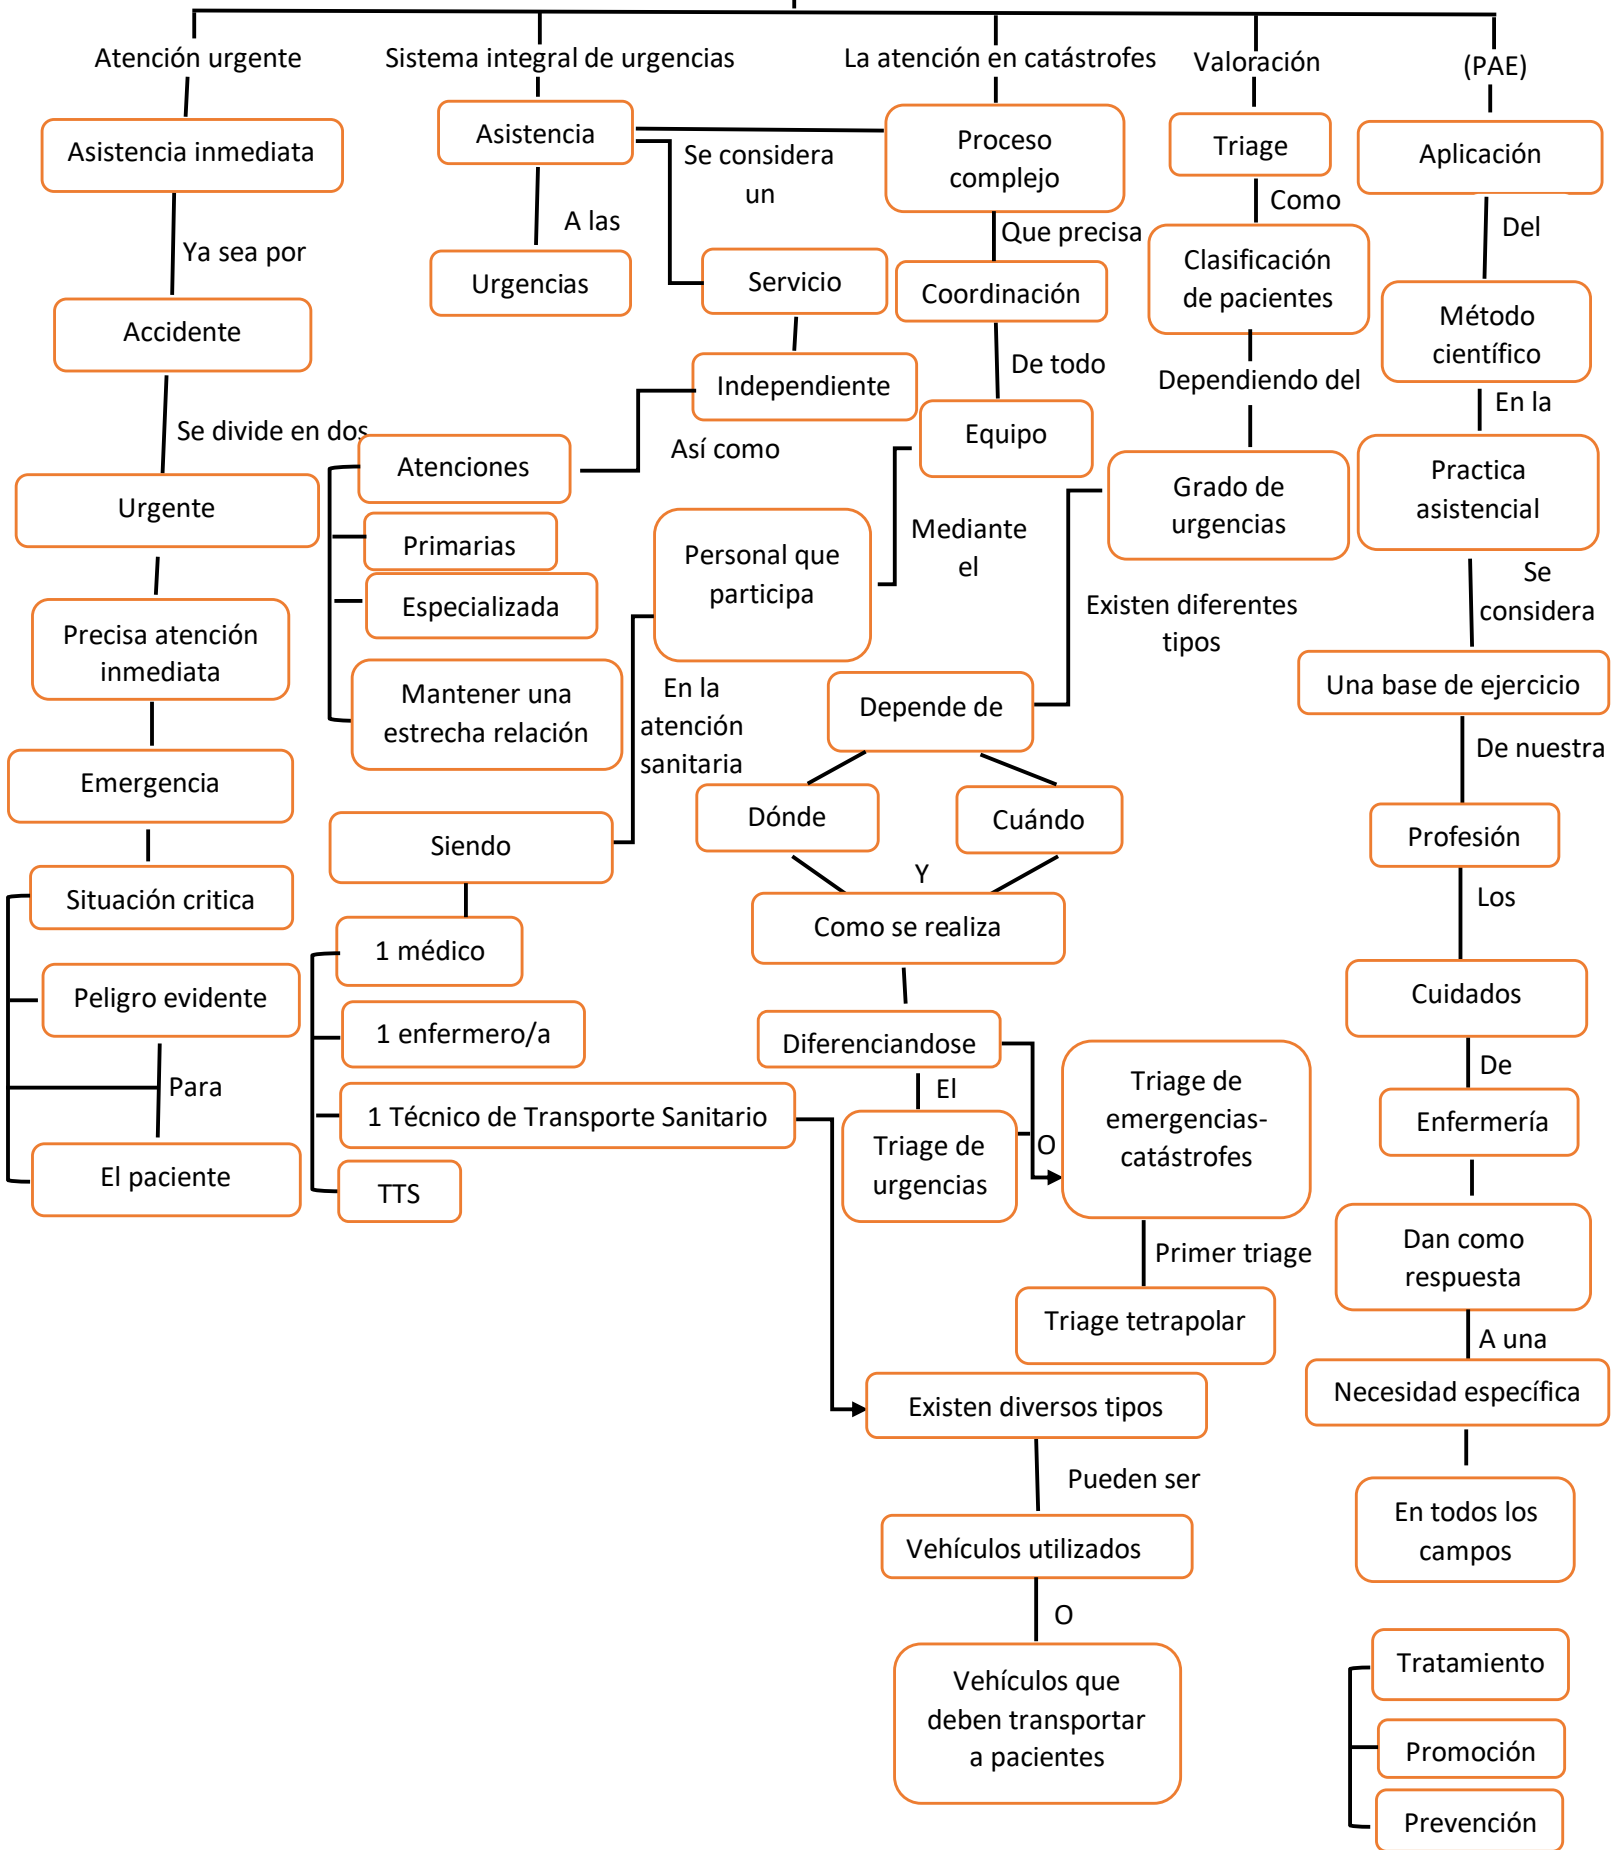 Atención urgente
Sistema integral de urgencias
La atención en catástrofes
Valoración
(PAE)
Asistencia inmediata
Ya sea por
Accidente
Se divide en dos
Urgente
Precisa atención
inmediata
Emergencia
Situación critica
Peligro evidente
Para
El paciente
Asistencia
A las
Urgencias
Se considera
un
Servicio
Independiente
Así como
Atenciones
Primarias
Especializada
Mantener una
estrecha relación
Proceso
complejo
Que precisa
Coordinación
De todo
Equipo
Mediante
el
Personal que
participa
En la
atención
sanitaria
Siendo
1 médico
1 enfermero/a
1 Técnico de Transporte Sanitario
TTS
Existen diversos tipos
Pueden ser
Vehículos utilizados
O
Vehículos que
deben transportar
a pacientes
Triage
Como
Clasificación
de pacientes
Dependiendo del
Grado de
urgencias
Existen diferentes
tipos
Depende de
Dónde
Cuándo
Y
Como se realiza
Diferenciandose
El
Triage de
urgencias
O
Triage de
emergencias-
catástrofes
Primer triage
Triage tetrapolar
Aplicación
Del
Método
científico
En la
Practica
asistencial
Se
considera
Una base de ejercicio
De nuestra
Profesión
Los
Cuidados
De
Enfermería
Dan como
respuesta
A una
Necesidad específica
En todos los
campos
Tratamiento
Promoción
Prevención